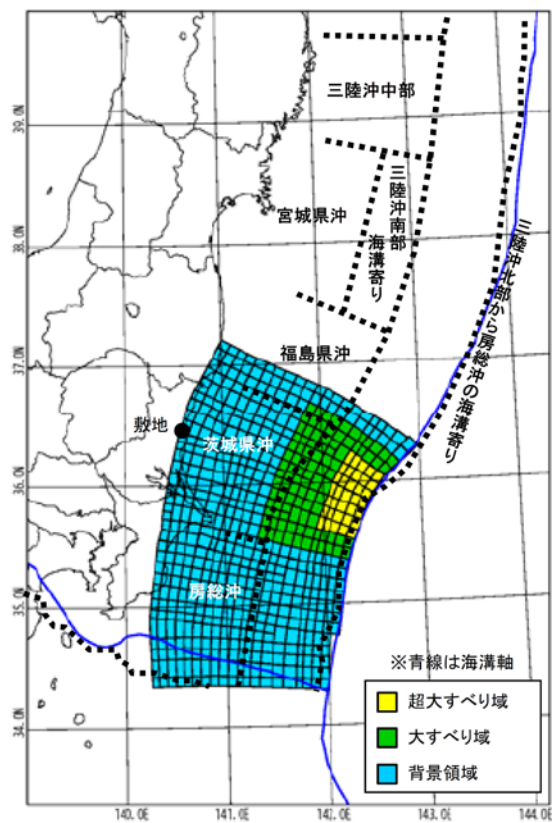 三陸沖中部
39.0N
三陸沖南部
海溝寄り
宮城県沖
38.0N
三陸沖北部から房総沖の海溝寄り
福島県沖
37.0N
敷地
茨城県沖
36.0N
房総沖
35.0N
※青線は海溝軸
超大すべり域
大すべり域
背景領域
34.0N
140.0E
141.0E
142.0E
143.0E
144.0E